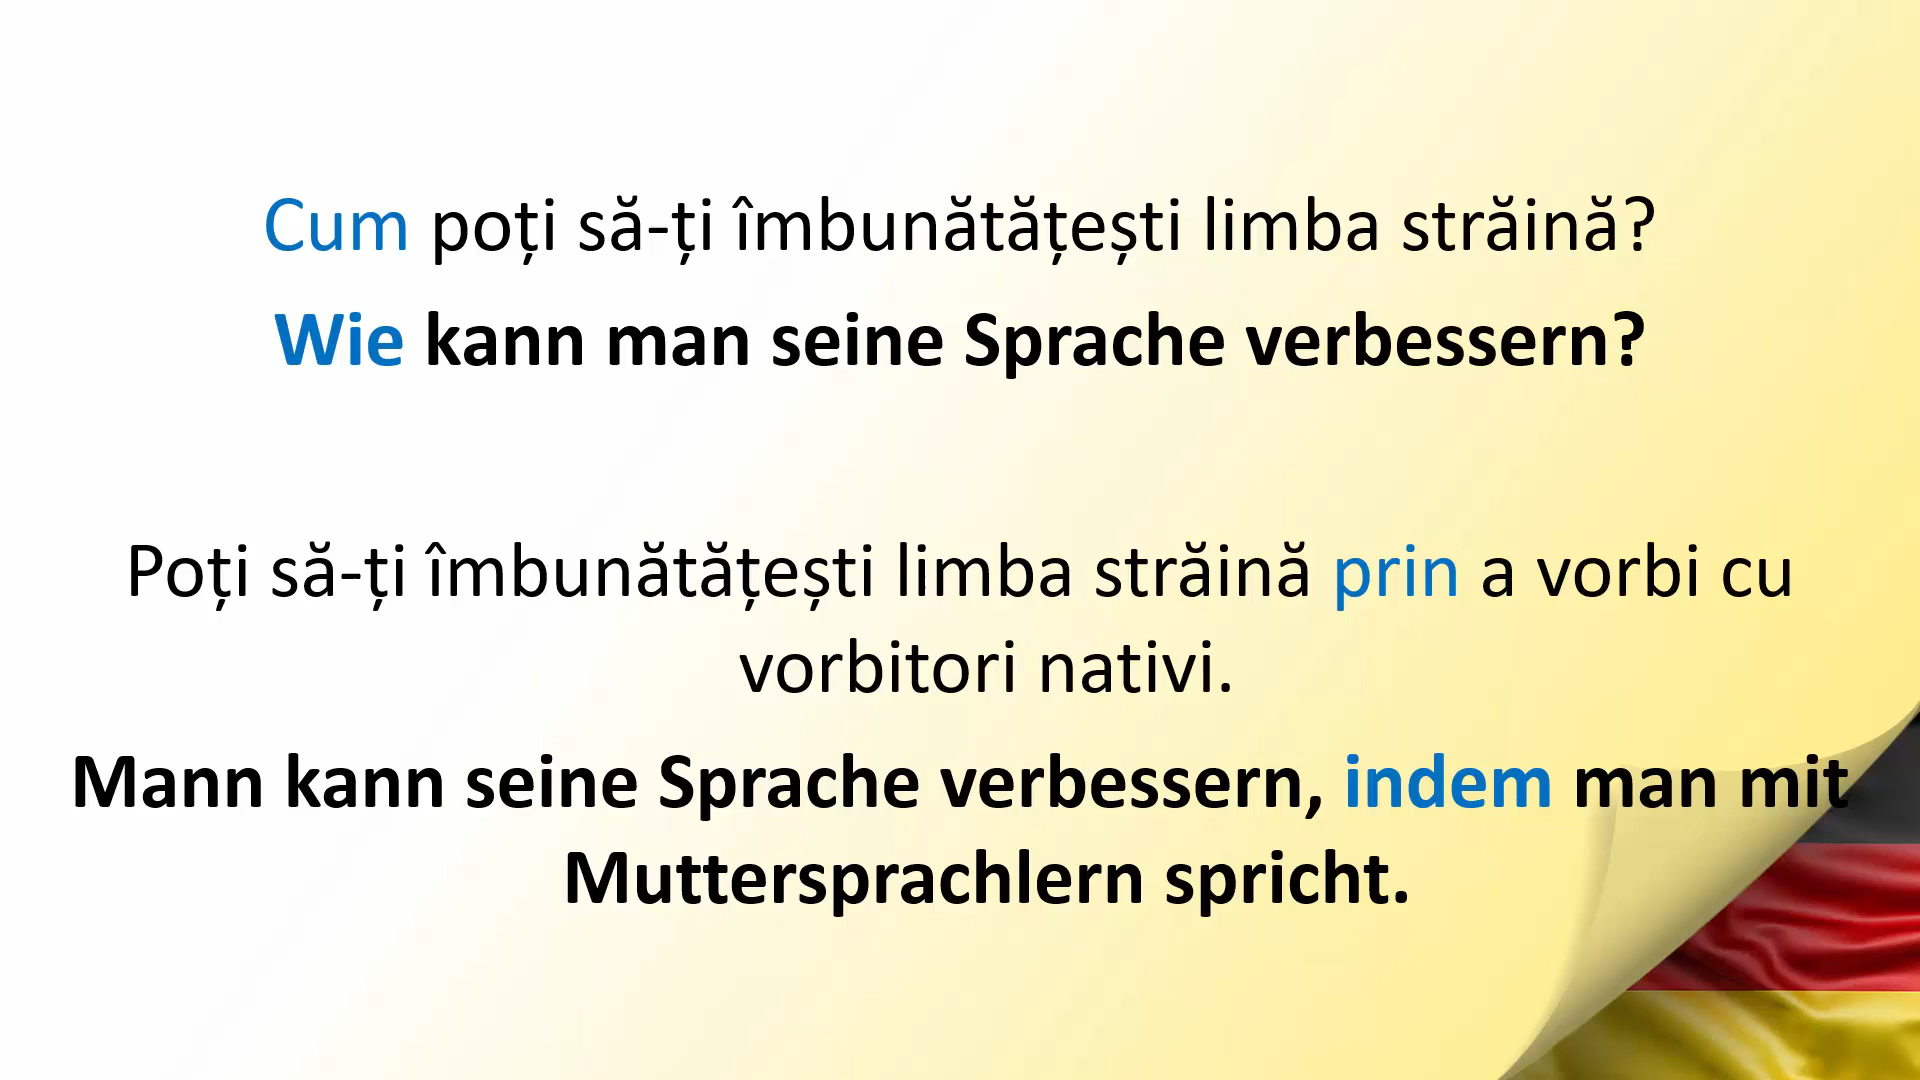 Cum poți să-ți îmbunătățești limba străină?
Wie kann man seine Sprache verbessern?
Poți să-ți îmbunătățești limba străină prin a vorbi cu
vorbitori nativi.
Mann kann seine Sprache verbessern, indem man mit
Muttersprachlern spricht.